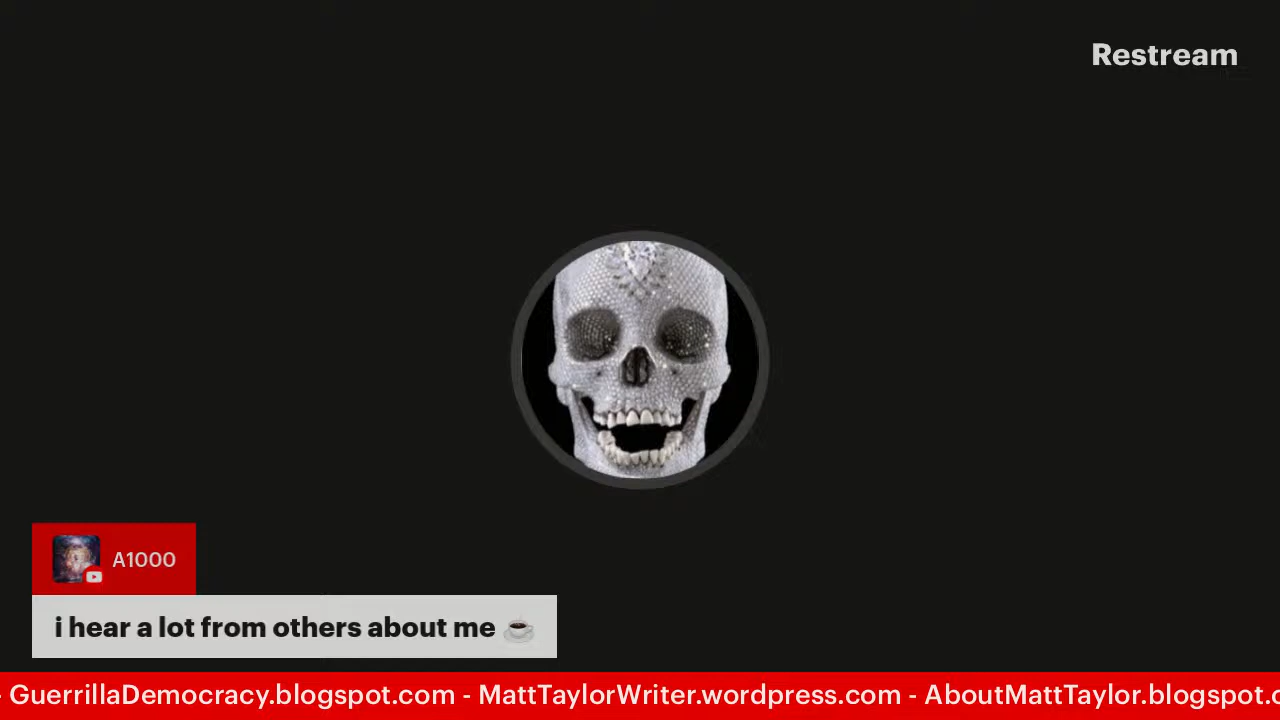 Restream
A1000
i hear a lot from others about me ☕
- GuerrillaDemocracy.blogspot.com - MattTaylorWriter.wordpress.com - AboutMattTaylor.blogspot.c